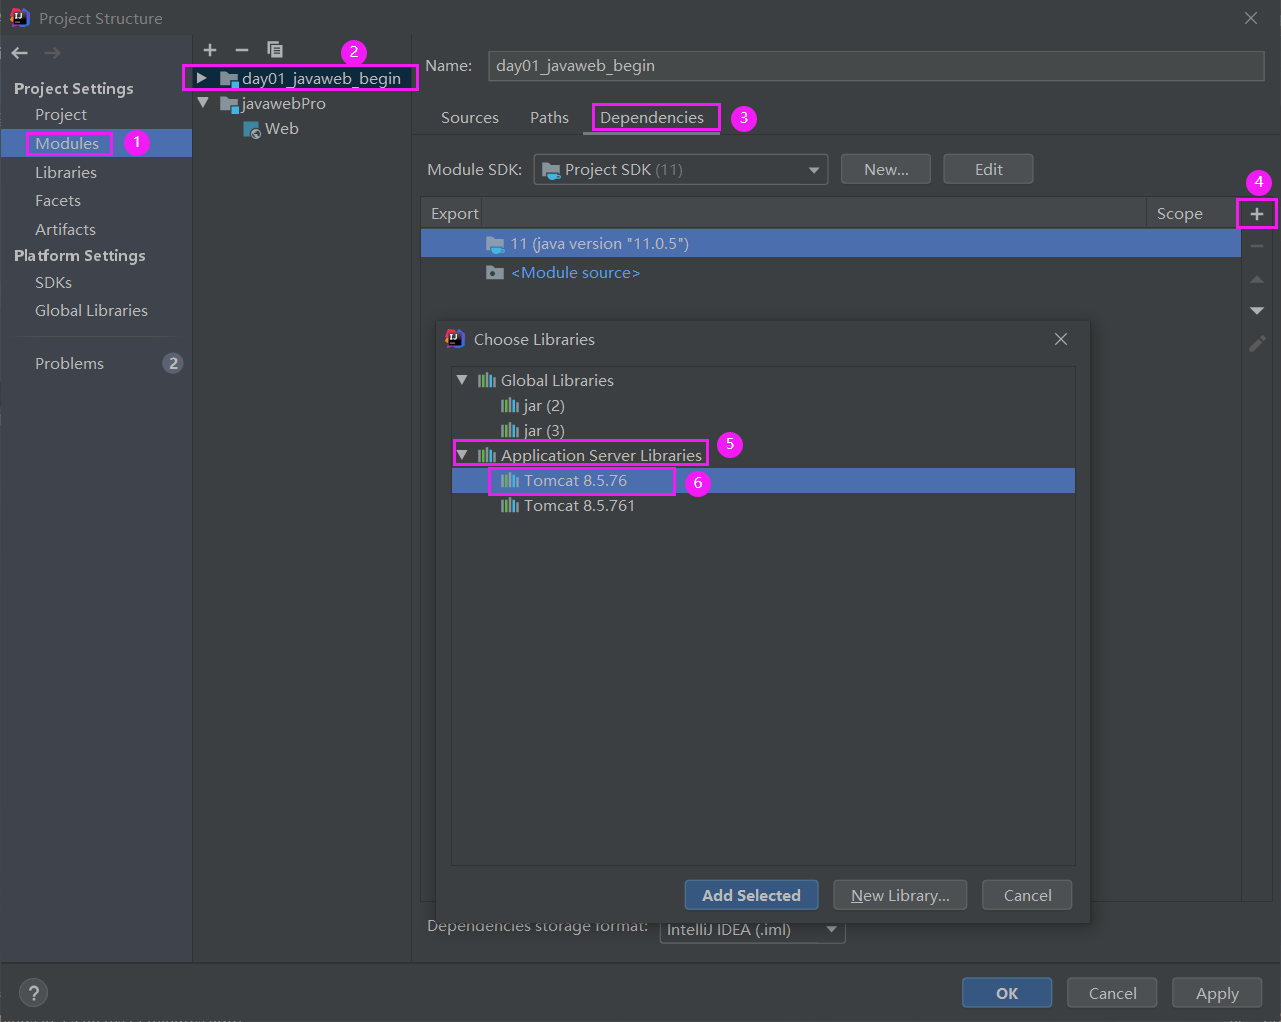 Project Structure
Project Settings
Project
Modules
1
Libraries
Facets
Artifacts
Platform Settings
SDKs
Global Libraries
Problems
2
2
day01_javaweb_begin
javawebPro
Web
Name:
day01_javaweb_begin
Sources
Paths
Dependencies
3
Module SDK:
Project SDK (11)
New...
Edit
4
Export
Scope
11 (java version "11.0.5")
<Module source>
Choose Libraries
Global Libraries
jar (2)
jar (3)
Application Server Libraries
5
Tomcat 8.5.76
6
Tomcat 8.5.761
Add Selected
New Library...
Cancel
Dependencies storage format:
IntelliJ IDEA (.iml)
?
OK
Cancel
Apply